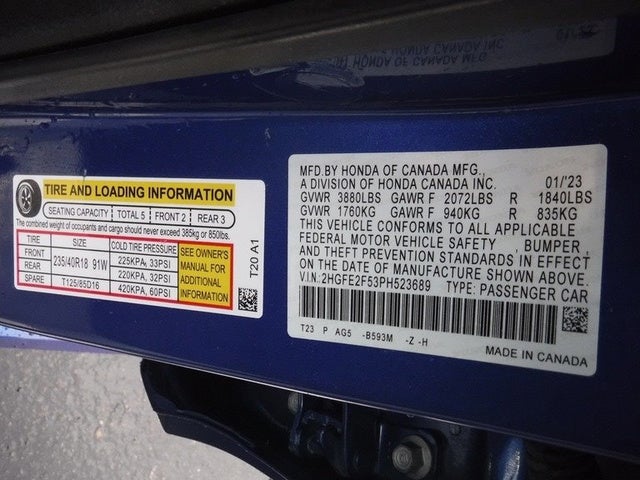 TIRE AND LOADING INFORMATION
SEATING CAPACITY TOTAL 5 FRONT 2 REAR 3
The combined weight of occupants and cargo should never exceed 385kg or 850lbs.
TIRE SIZE COLD TIRE PRESSURE SEE OWNER'S MANUAL FOR ADDITIONAL INFORMATION
FRONT 235/40R18 91W 225KPA, 33PSI
REAR 220KPA, 32PSI
SPARE T125/85D16 420KPA, 60PSI
T20 A1
MFD.BY HONDA OF CANADA MFG.,
A DIVISION OF HONDA CANADA INC. 01/'23
GVWR 3880LBS GAWR F 2072LBS R 1840LBS
GVWR 1760KG GAWR F 940KG R 835KG
THIS VEHICLE CONFORMS TO ALL APPLICABLE
FEDERAL MOTOR VEHICLE SAFETY , BUMPER ,
AND THEFT PREVENTION STANDARDS IN EFFECT
ON THE DATE OF MANUFACTURE SHOWN ABOVE.
V.I.N:2HGFE2F53PH523689 TYPE: PASSENGER CAR
T23 P AG5 -B593M -Z -H
MADE IN CANADA